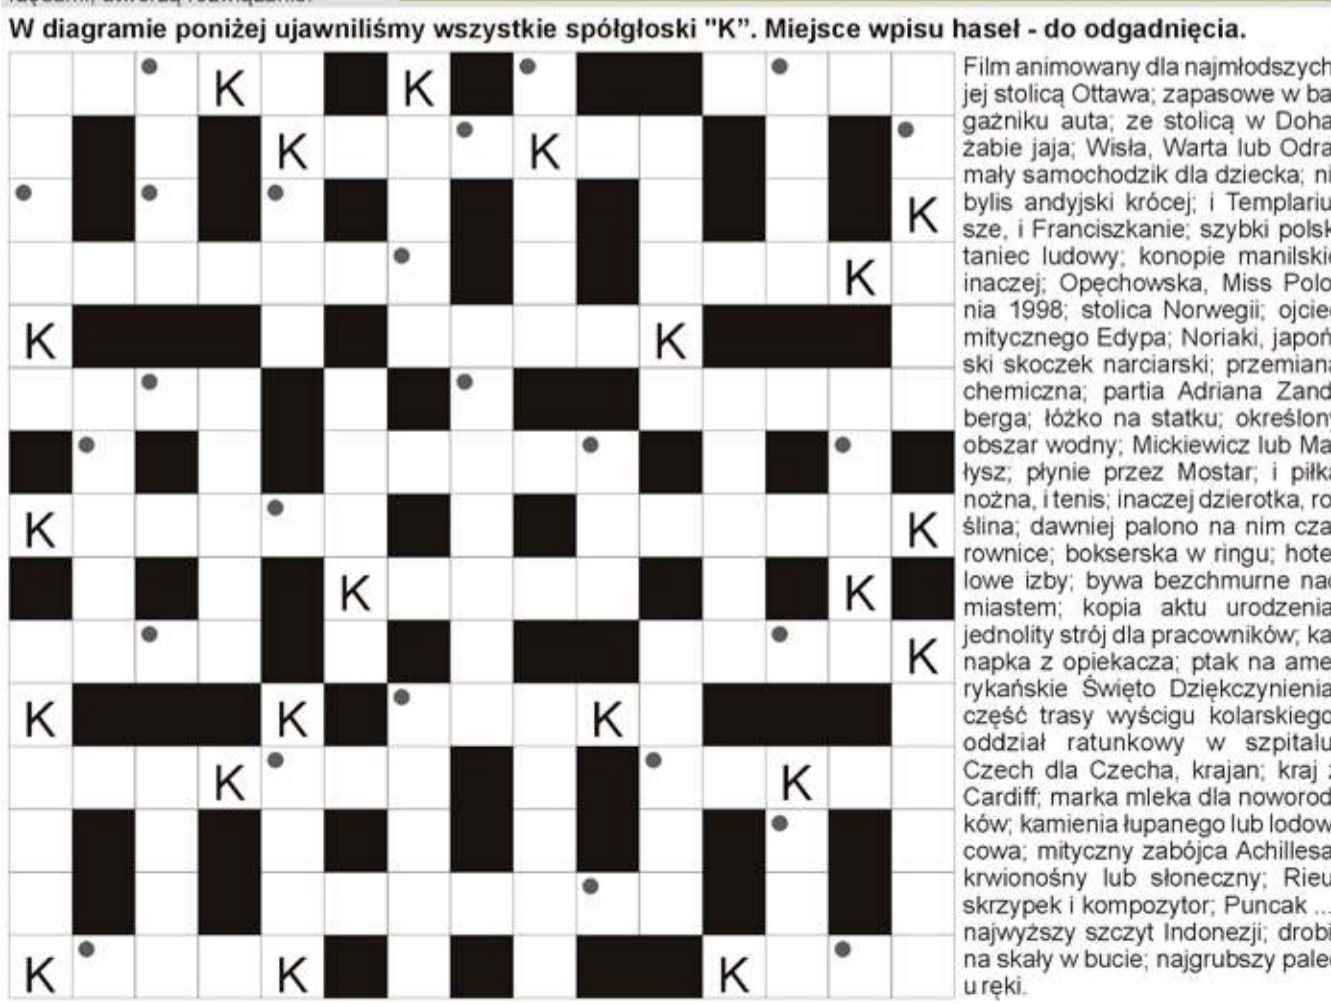 W diagramie poniżej ujawniliśmy wszystkie spółgłoski "K". Miejsce wpisu haseł - do odgadnięcia.
K K
K K
K
K
K K
K K
K K
K
K K K
K K
K K K
Film animowany dla najmłodszych
jej stolicą Ottawa; zapasowe w ba
gażniku auta; ze stolicą w Doha
żabie jaja; Wisła, Warta lub Odra
mały samochodzik dla dziecka; ni
bylis andyjski krócej; i Templariu
sze, i Franciszkanie; szybki polsk
taniec ludowy; konopie manilskie
inaczej; Opęchowska, Miss Polo
nia 1998; stolica Norwegii; ojciec
mitycznego Edypa; Noriaki, japoń
ski skoczek narciarski; przemiana
chemiczna; partia Adriana Zand
berga; łóżko na statku; określony
obszar wodny; Mickiewicz lub Ma
łysz; płynie przez Mostar; i piłka
nożna, i tenis; inaczej dzierotka, ro
ślina; dawniej palono na nim cza
rownice; bokserska w ringu; hote
lowe izby; bywa bezchmurne nad
miastem; kopia aktu urodzenia
jednolity strój dla pracowników; ka
napka z opiekacza; ptak na ame
rykańskie Święto Dziękczynienia
część trasy wyścigu kolarskiego
oddział ratunkowy w szpitalu
Czech dla Czecha, krajan; kraj z
Cardiff; marka mleka dla noworod
ków; kamienia łupanego lub lodow
cowa; mityczny zabójca Achillesa
krwionośny lub słoneczny; Rieu
skrzypek i kompozytor; Puncak ...
najwyższy szczyt Indonezji; drobi
na skały w bucie; najgrubszy palec
u ręki.